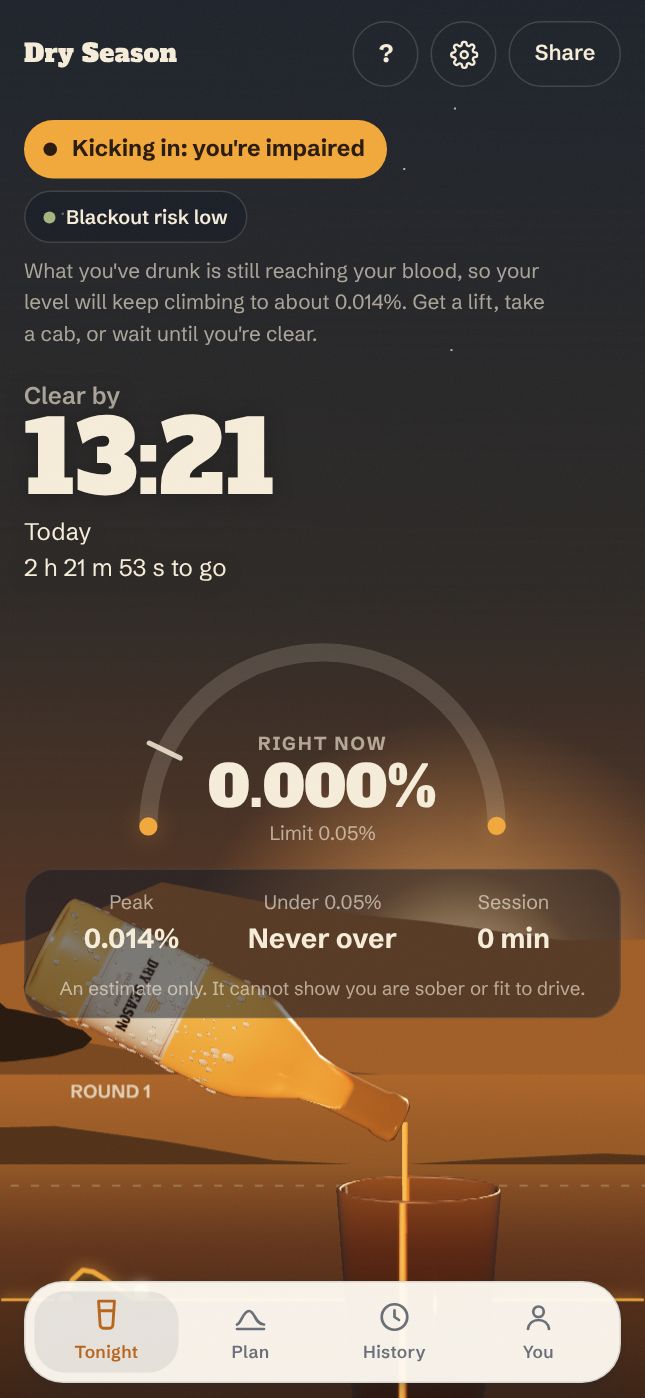 Dry Season
?
Share
Kicking in: you're impaired
Blackout risk low
What you've drunk is still reaching your blood, so your
level will keep climbing to about 0.014%. Get a lift, take
a cab, or wait until you're clear.
Clear by
13:21
Today
2 h 21 m 53 s to go
RIGHT NOW
0.000%
Limit 0.05%
Peak
Under 0.05%
Session
0.014%
Never over
0 min
An estimate only. It cannot show you are sober or fit to drive.
DRY SEASON
ROUND 1
Tonight
Plan
History
You